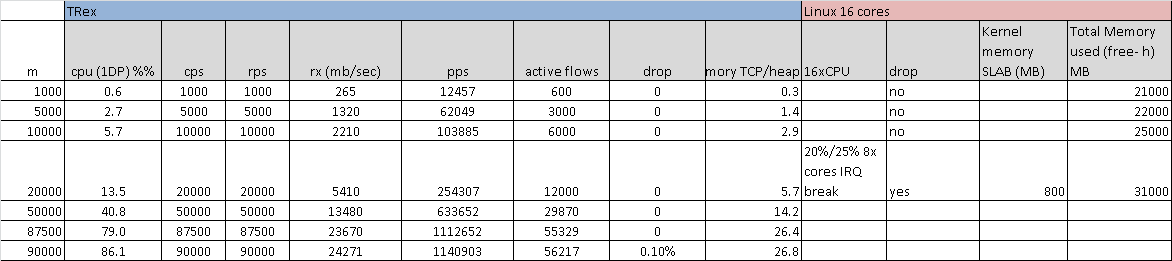 TRex Linux 16 cores
m cpu (1DP) %% cps rps rx (mb/sec) pps active flows drop mory TCP/heap 16xCPU drop Kernel memory SLAB (MB) Total Memory used (free- h) MB
1000 0.6 1000 1000 265 12457 600 0 0.3 no 21000
5000 2.7 5000 5000 1320 62049 3000 0 1.4 no 22000
10000 5.7 10000 10000 2210 103885 6000 0 2.9 no 25000
20000 13.5 20000 20000 5410 254307 12000 0 5.7 20%/25% 8x cores IRQ break yes 800 31000
50000 40.8 50000 50000 13480 633652 29870 0 14.2
87500 79.0 87500 87500 23670 1112652 55329 0 26.4
90000 86.1 90000 90000 24271 1140903 56217 0.10% 26.8